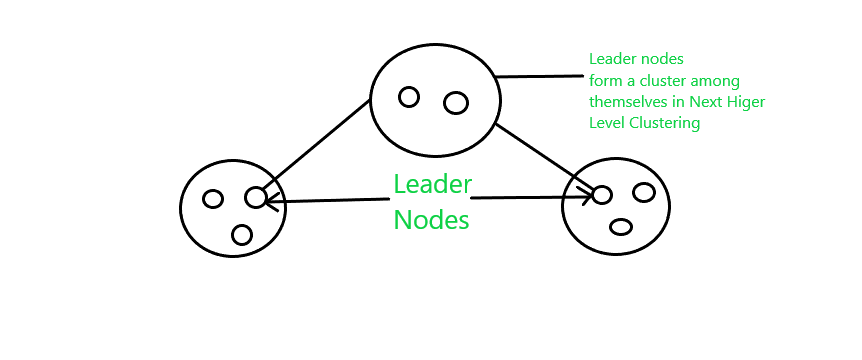 Leader nodes
form a cluster among
themselves in Next Higer
Level Clustering
Leader
Nodes